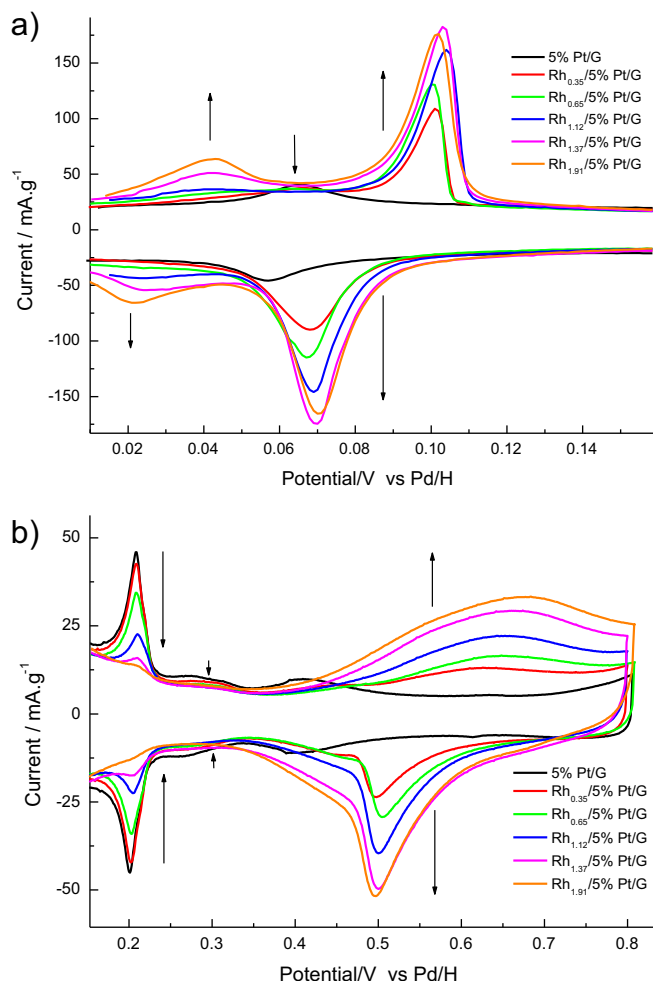 a)
5% Pt/G
Rh0.35/5% Pt/G
Rh0.65/5% Pt/G
Rh1.12/5% Pt/G
Rh1.37/5% Pt/G
Rh1.91/5% Pt/G
150
100
50
0
-50
-100
-150
Current / mA.g-1
0.02 0.04 0.06 0.08 0.10 0.12 0.14
Potential/V vs Pd/H
b)
50
25
0
-25
-50
Current / mA.g-1
5% Pt/G
Rh0.35/5% Pt/G
Rh0.65/5% Pt/G
Rh1.12/5% Pt/G
Rh1.37/5% Pt/G
Rh1.91/5% Pt/G
0.2 0.3 0.4 0.5 0.6 0.7 0.8
Potential/V vs Pd/H